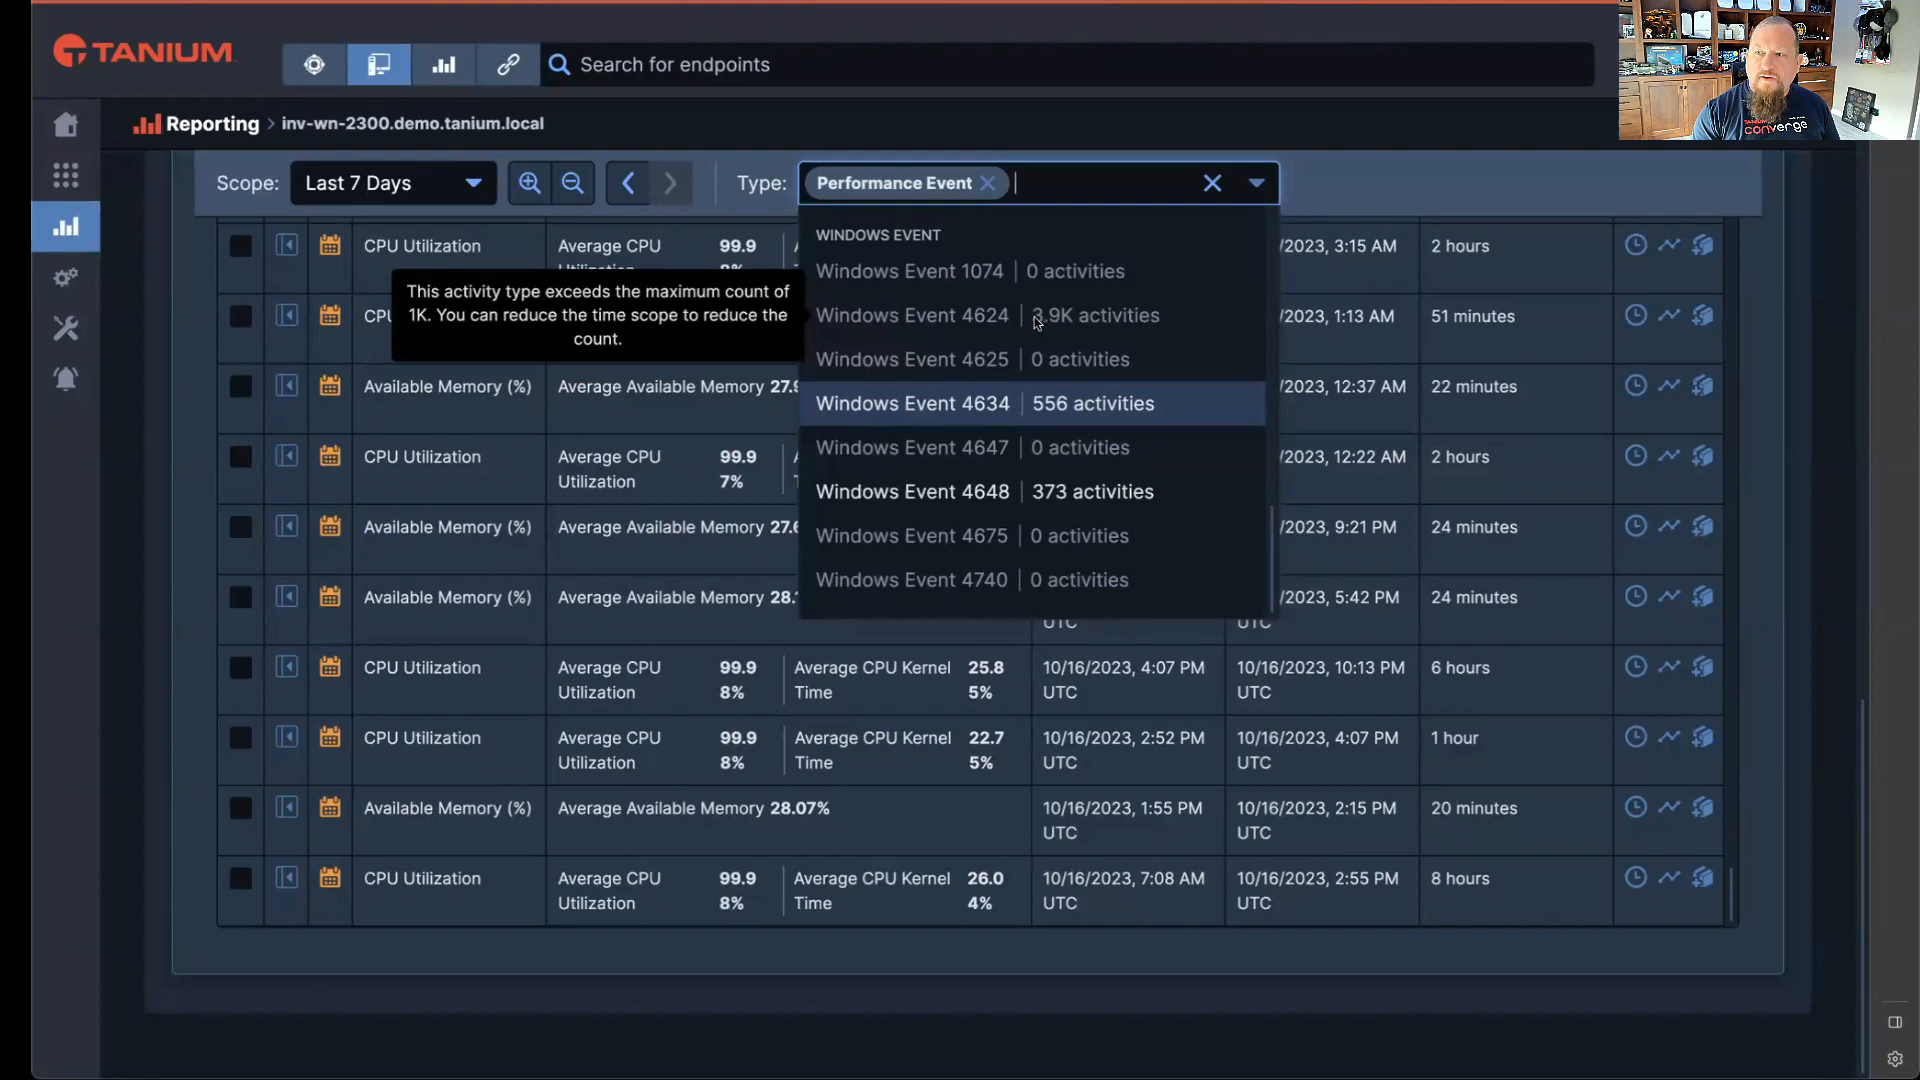 TANIUM
Search for endpoints
Reporting > inv-wn-2300.demo.tanium.local
TANIUM
converge
Scope: Last 7 Days
Type: Performance Event
WINDOWS EVENT
Windows Event 1074 | 0 activities
Windows Event 4624 | 3.9K activities
Windows Event 4625 | 0 activities
Windows Event 4634 | 556 activities
Windows Event 4647 | 0 activities
Windows Event 4648 | 373 activities
Windows Event 4675 | 0 activities
Windows Event 4740 | 0 activities
This activity type exceeds the maximum count of
1K. You can reduce the time scope to reduce the
count.
CPU Utilization Average CPU 99.9 /2023, 3:15 AM 2 hours
Utilization 8%
CPU /2023, 1:13 AM 51 minutes
Available Memory (%) Average Available Memory 27.9 /2023, 12:37 AM 22 minutes
CPU Utilization Average CPU 99.9 /2023, 12:22 AM 2 hours
Utilization 7%
Available Memory (%) Average Available Memory 27.6 /2023, 9:21 PM 24 minutes
Available Memory (%) Average Available Memory 28. /2023, 5:42 PM 24 minutes
UTC UTC
CPU Utilization Average CPU 99.9 Average CPU Kernel 25.8 10/16/2023, 4:07 PM 10/16/2023, 10:13 PM 6 hours
Utilization 8% Time 5% UTC UTC
CPU Utilization Average CPU 99.9 Average CPU Kernel 22.7 10/16/2023, 2:52 PM 10/16/2023, 4:07 PM 1 hour
Utilization 8% Time 5% UTC UTC
Available Memory (%) Average Available Memory 28.07% 10/16/2023, 1:55 PM 10/16/2023, 2:15 PM 20 minutes
UTC UTC
CPU Utilization Average CPU 99.9 Average CPU Kernel 26.0 10/16/2023, 7:08 AM 10/16/2023, 2:55 PM 8 hours
Utilization 8% Time 4% UTC UTC